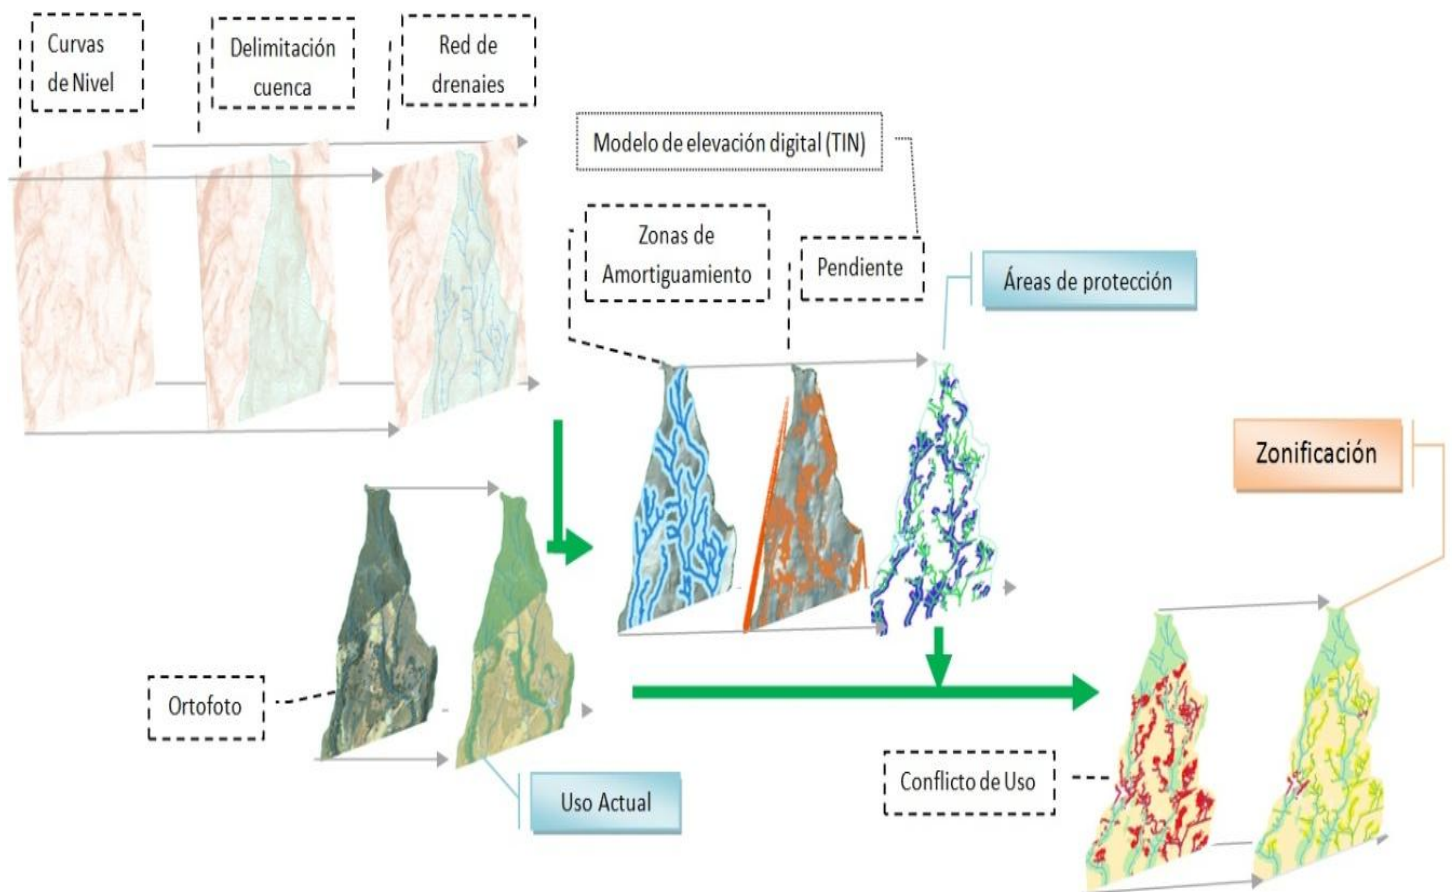 Curvas
de Nivel
Delimitación
cuenca
Red de
drenaies
Modelo de elevación digital (TIN)
Zonas de
Amortiguamiento
Pendiente
Áreas de protección
Zonificación
Ortofoto
Uso Actual
Conflicto de Uso